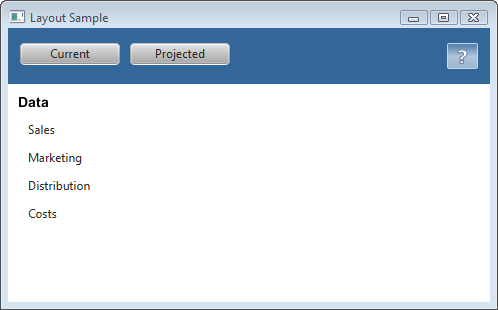 Layout Sample
Current Projected ?
Data
Sales
Marketing
Distribution
Costs